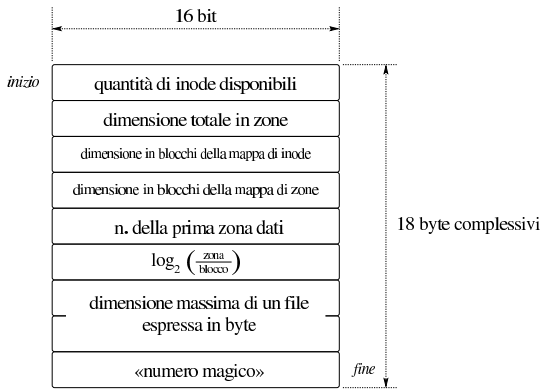 16 bit
inizio
quantità di inode disponibili
dimensione totale in zone
dimensione in blocchi della mappa di inode
dimensione in blocchi della mappa di zone
n. della prima zona dati
18 byte complessivi
log₂ (zona/blocco)
dimensione massima di un file
espressa in byte
«numero magico»
fine